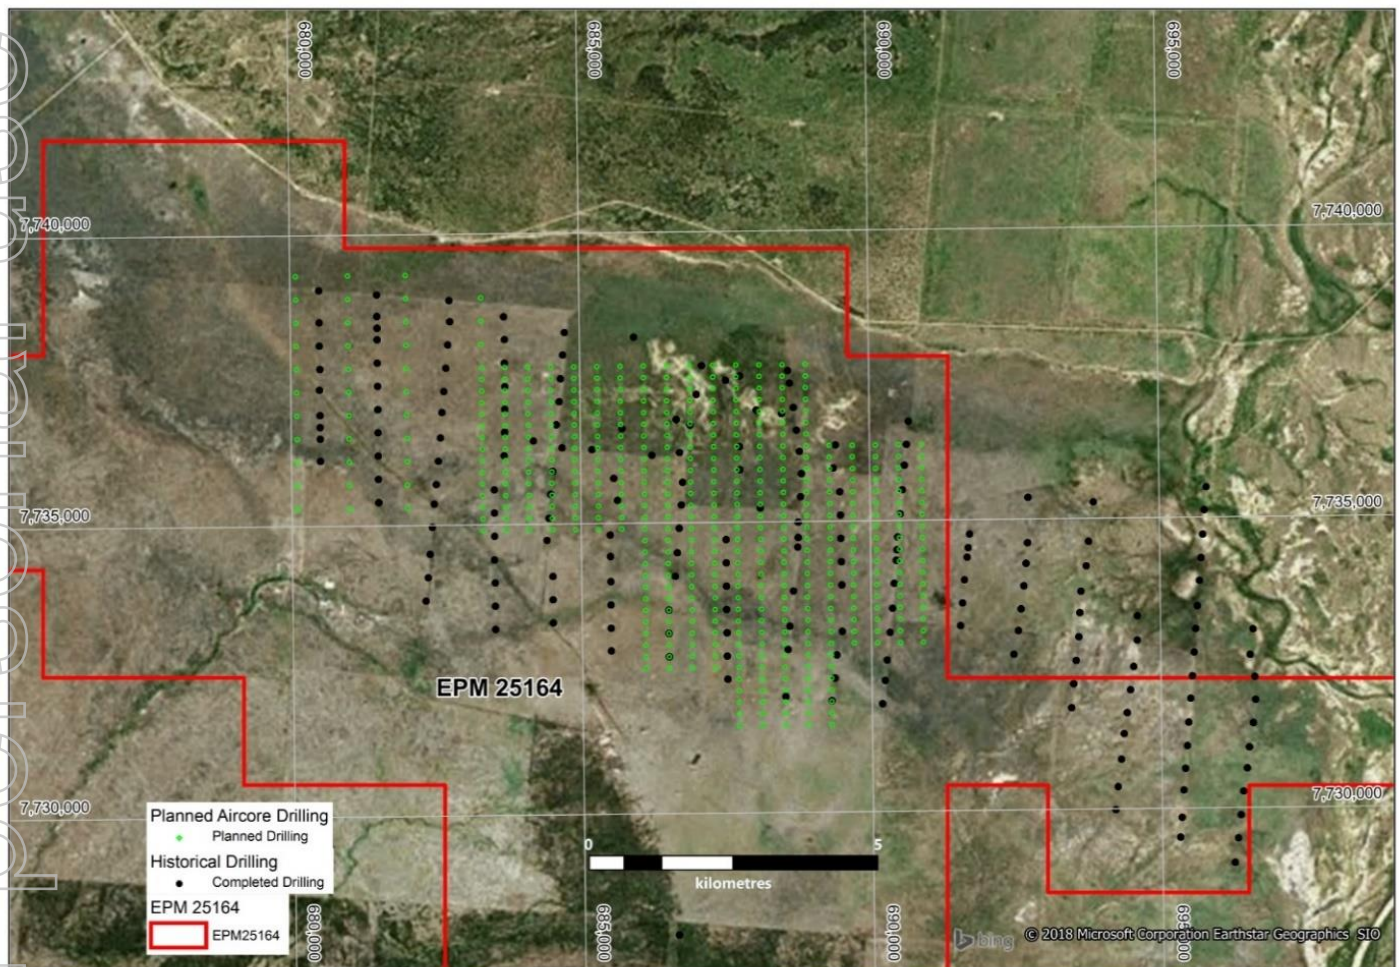 680,000
685,000
690,000
695,000
7,740,000
7,740,000
7,735,000
7,735,000
EPM 25164
7,730,000
7,730,000
Planned Aircore Drilling
Planned Drilling
Historical Drilling
Completed Drilling
EPM 25164
EPM25164
0 5
kilometres
680,000
685,000
690,000
695,000
bing
© 2018 Microsoft Corporation Earthstar Geographics SIO